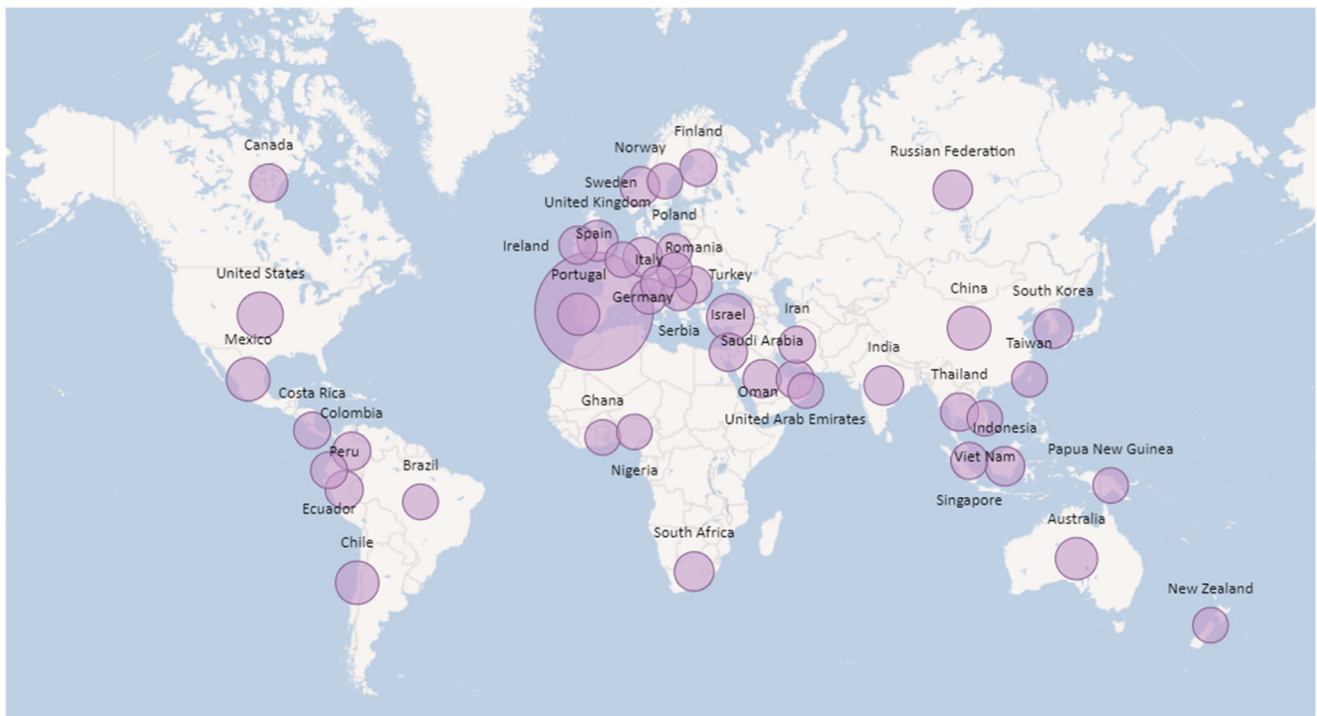 Finland
Canada
Norway
Russian Federation
Sweden
United Kingdom
Poland
Spain
Ireland
Romania
Italy
United States
Portugal
Turkey
China
South Korea
Germany
Iran
Israel
Serbia
Mexico
Saudi Arabia
India
Taiwan
Thailand
Costa Rica
Oman
Ghana
Colombia
United Arab Emirates
Indonesia
Peru
Papua New Guinea
Viet Nam
Brazil
Nigeria
Singapore
Ecuador
Australia
South Africa
Chile
New Zealand